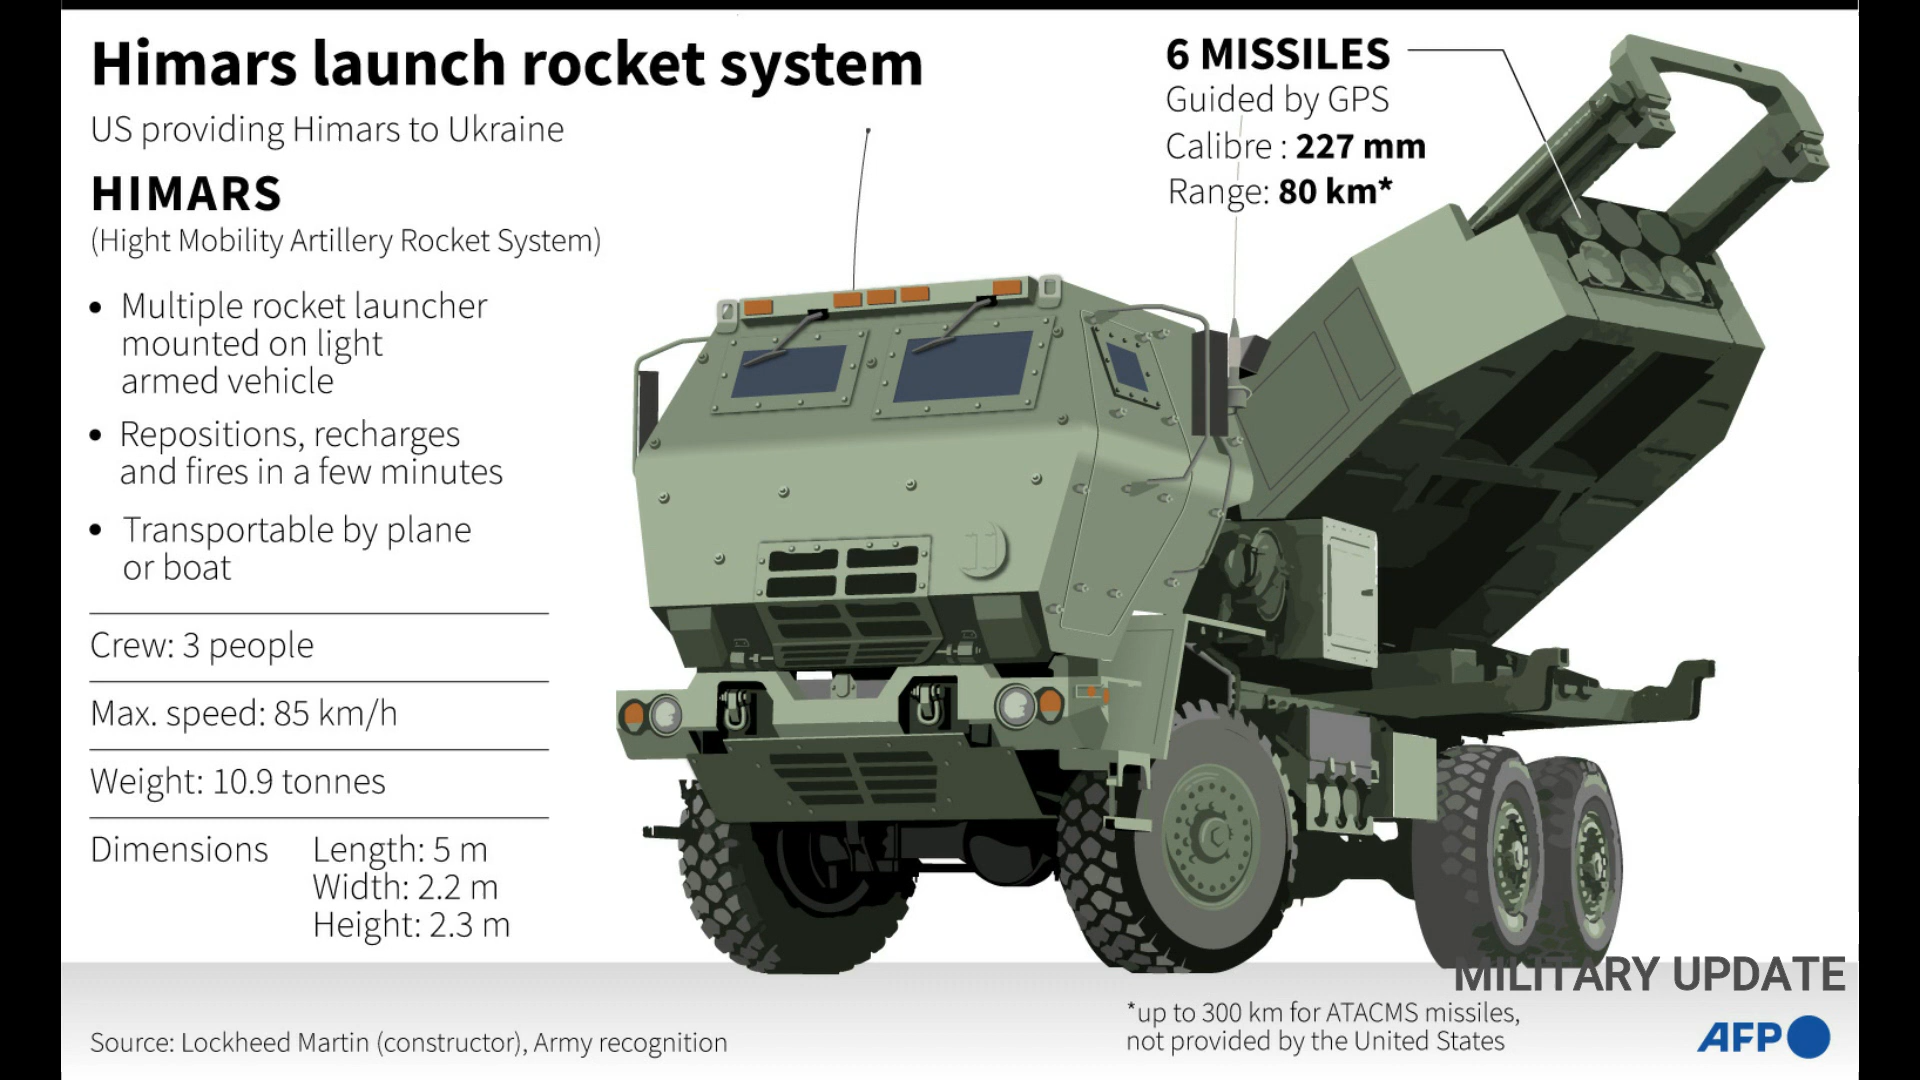 Himars launch rocket system
US providing Himars to Ukraine
HIMARS
(Hight Mobility Artillery Rocket System)
• Multiple rocket launcher
mounted on light
armed vehicle
• Repositions, recharges
and fires in a few minutes
• Transportable by plane
or boat
Crew: 3 people
Max. speed: 85 km/h
Weight: 10.9 tonnes
Dimensions Length: 5 m
Width: 2.2 m
Height: 2.3 m
6 MISSILES
Guided by GPS
Calibre : 227 mm
Range: 80 km*
MILITARY UPDATE
*up to 300 km for ATACMS missiles,
not provided by the United States
Source: Lockheed Martin (constructor), Army recognition
AFP